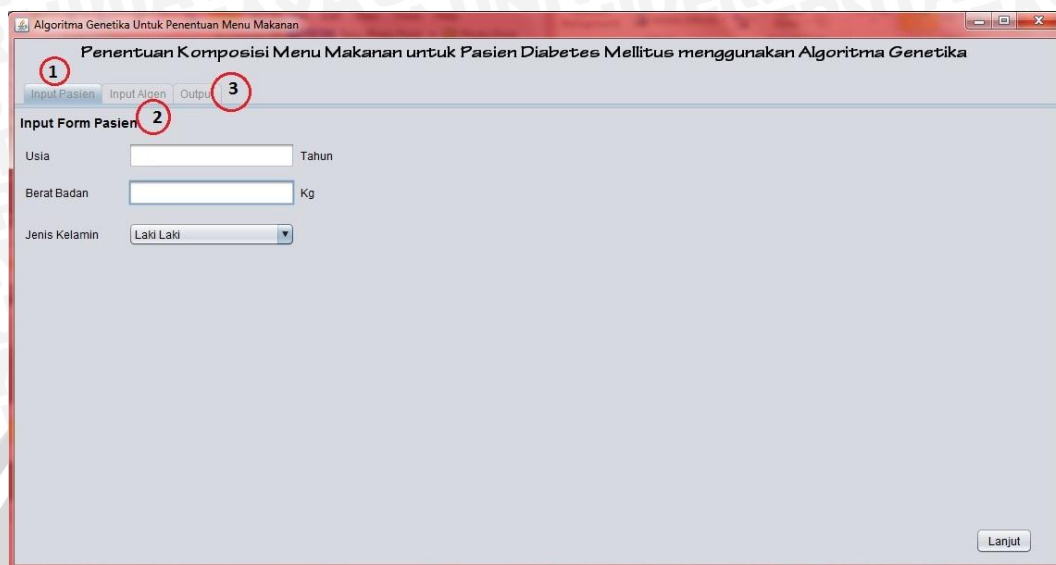 Algoritma Genetika Untuk Penentuan Menu Makanan
Penentuan Komposisi Menu Makanan untuk Pasien Diabetes Mellitus menggunakan Algoritma Genetika
1
Input Pasien Input Algen Output 3
Input Form Pasien 2
Usia Tahun
Berat Badan Kg
Jenis Kelamin Laki Laki
Lanjut